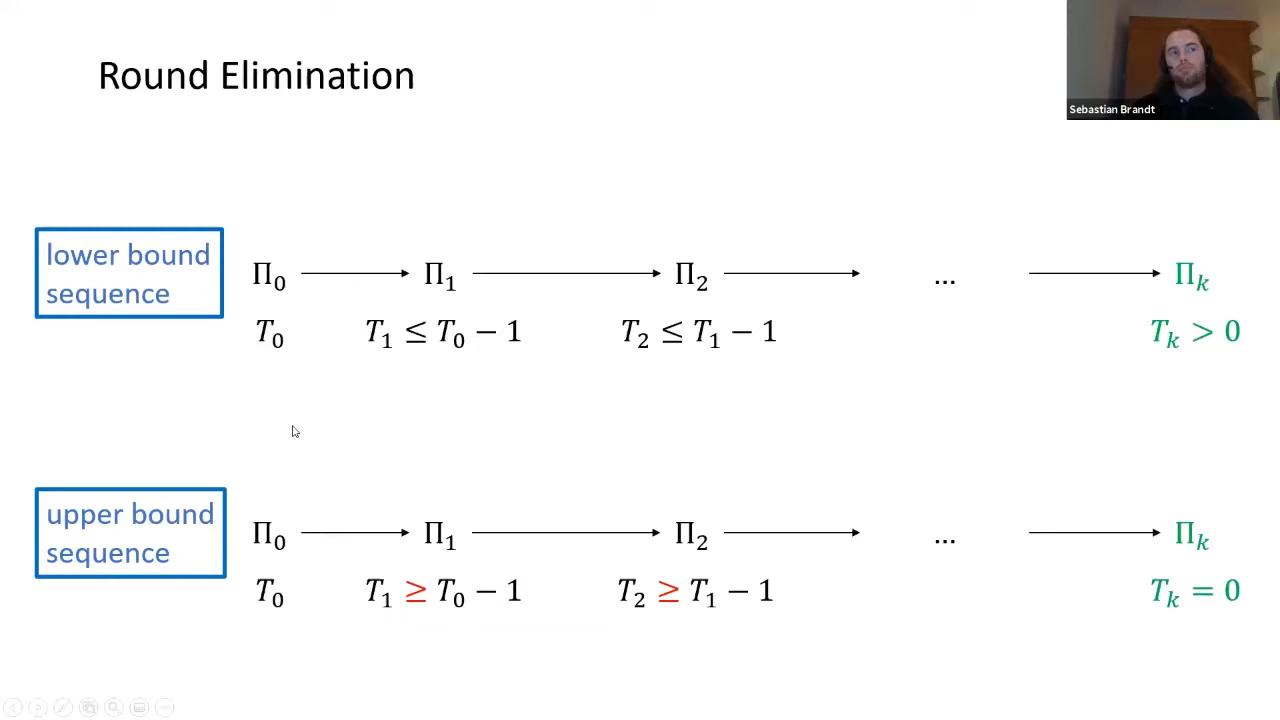 Round Elimination
Sebastian Brandt
lower bound
sequence
Π₀ Π₁ Π₂ ... Πₖ
T₀ T₁ ≤ T₀ − 1 T₂ ≤ T₁ − 1 Tₖ > 0
upper bound
sequence
Π₀ Π₁ Π₂ ... Πₖ
T₀ T₁ ≥ T₀ − 1 T₂ ≥ T₁ − 1 Tₖ = 0